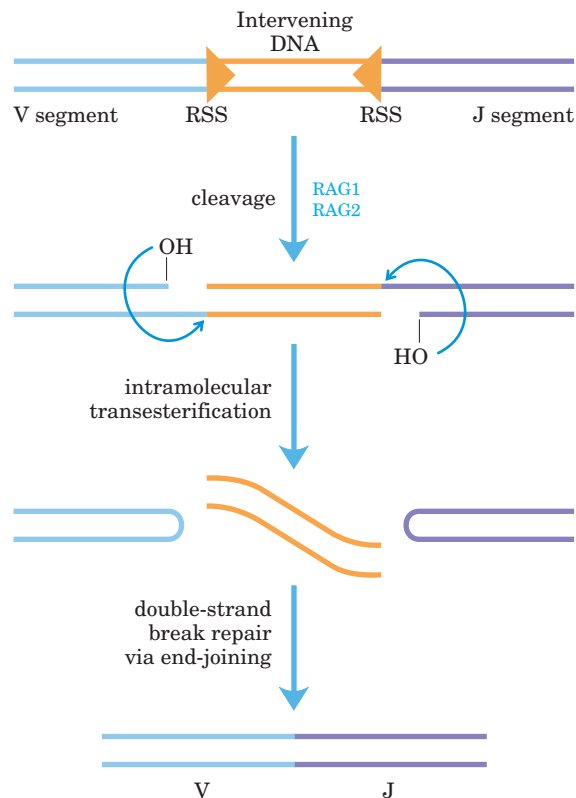 Intervening
DNA
V segment
RSS
RSS
J segment
cleavage
RAG1
RAG2
OH
HO
intramolecular
transesterification
double-strand
break repair
via end-joining
V
J